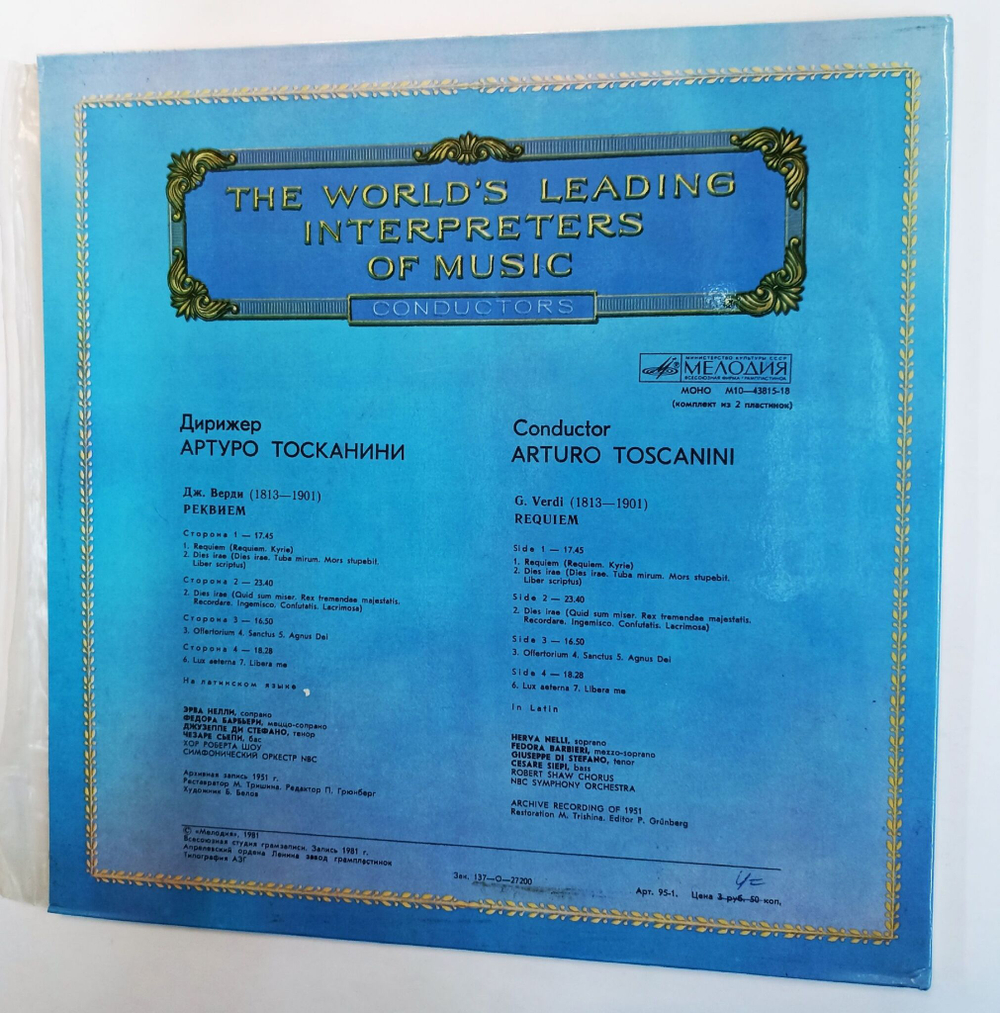 THE WORLD'S LEADING
INTERPRETERS
OF MUSIC
CONDUCTORS
МИНИСТЕРСТВО КУЛЬТУРЫ СССР
МЕЛОДИЯ
ВСЕСОЮЗНАЯ ФИРМА ГРАМПЛАСТИНОК
МОНО М10—43815-18
(комплект из 2 пластинок)
Дирижер
АРТУРО ТОСКАНИНИ
Дж. Верди (1813—1901)
РЕКВИЕМ
Сторона 1 — 17.45
1. Requiem (Requiem. Kyrie)
2. Dies irae (Dies irae. Tuba mirum. Mors stupebit.
Liber scriptus)
Сторона 2 — 23.40
2. Dies irae (Quid sum miser. Rex tremendae majestatis.
Recordare. Ingemisco. Confutatis. Lacrimosa)
Сторона 3 — 16.50
3. Offertorium 4. Sanctus 5. Agnus Dei
Сторона 4 — 18.28
6. Lux aeterna 7. Libera me
На латинском языке
ЭРВА НЕЛЛИ, сопрано
ФЕДОРА БАРБЬЕРИ, меццо-сопрано
ДЖУЗЕППЕ ДИ СТЕФАНО, тенор
ЧЕЗАРЕ СЬЕПИ, бас
ХОР РОБЕРТА ШОУ
СИМФОНИЧЕСКИЙ ОРКЕСТР NBC
Архивная запись 1951 г.
Реставратор М. Тришина. Редактор П. Грюнберг
Художник Б. Белов
Conductor
ARTURO TOSCANINI
G. Verdi (1813—1901)
REQUIEM
Side 1 — 17.45
1. Requiem (Requiem. Kyrie)
2. Dies irae (Dies irae. Tuba mirum. Mors stupebit.
Liber scriptus)
Side 2 — 23.40
2. Dies irae (Quid sum miser. Rex tremendae majestatis.
Recordare. Ingemisco. Confutatis. Lacrimosa)
Side 3 — 16.50
3. Offertorium 4. Sanctus 5. Agnus Dei
Side 4 — 18.28
6. Lux aeterna 7. Libera me
In Latin
HERVA NELLI, soprano
FEDORA BARBIERI, mezzo-soprano
GIUSEPPE DI STEFANO, tenor
CESARE SIEPI, bass
ROBERT SHAW CHORUS
NBC SYMPHONY ORCHESTRA
ARCHIVE RECORDING OF 1951
Restoration M. Trishina. Editor P. Grünberg
© «Мелодия», 1981
Всесоюзная студия грамзаписи. Запись 1981 г.
Апрелевский ордена Ленина завод грампластинок
Типография АЗГ
Зак. 137—О—27200
Арт. 95-1. Цена 3 руб. 50 коп.